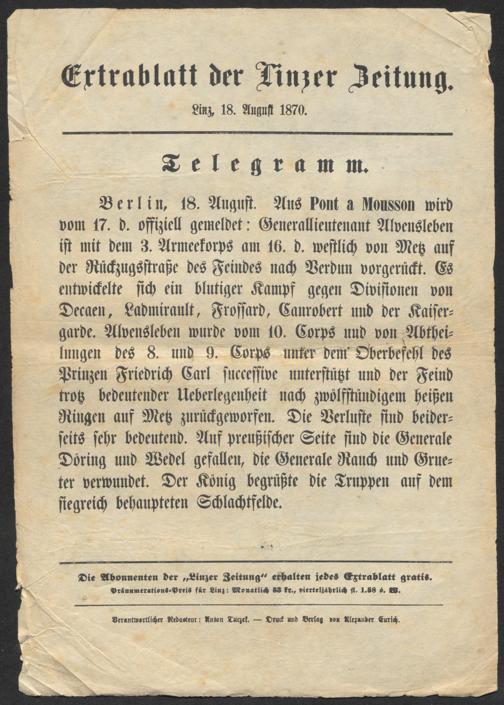 Extrablatt der Linzer Zeitung.
Linz, 18. August 1870.
Telegramm.
Berlin, 18. August. Aus Pont a Mousson wird
vom 17. d. offiziell gemeldet: Generallieutenant Alvensleben
ist mit dem 3. Armeekorps am 16. d. westlich von Metz auf
der Rückzugsstraße des Feindes nach Verdun vorgerückt. Es
entwickelte sich ein blutiger Kampf gegen Divisionen von
Decaen, Ladmirault, Frossard, Canrobert und der Kaiser-
garde. Alvensleben wurde vom 10. Corps und von Abthei-
lungen des 8. und 9. Corps unter dem Oberbefehl des
Prinzen Friedrich Carl successive unterstützt und der Feind
trotz bedeutender Ueberlegenheit nach zwölfstündigem heißen
Ringen auf Metz zurückgeworfen. Die Verluste sind beider-
seits sehr bedeutend. Auf preußischer Seite sind die Generale
Döring und Wedel gefallen, die Generale Rauch und Grue-
ter verwundet. Der König begrüßte die Truppen auf dem
siegreich behaupteten Schlachtfelde.
Die Abonnenten der „Linzer Zeitung“ erhalten jedes Extrablatt gratis.
Pränumerations-Preis für Linz: Monatlich 53 kr., vierteljährlich fl. 1.58 ö. W.
Verantwortlicher Redakteur: Anton — Druck und Verlag von Alexander Eurich.